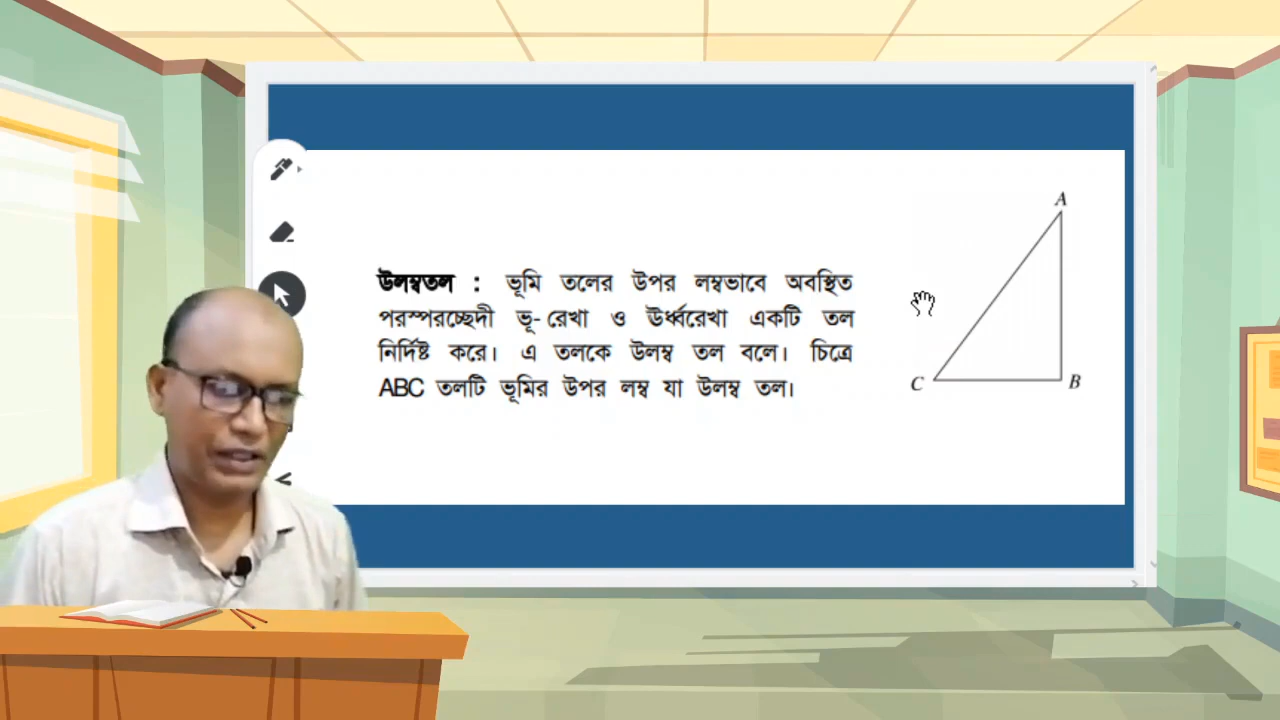 উলম্বতল : ভূমি তলের উপর লম্বভাবে অবস্থিত
পরস্পরচ্ছেদী ভূ- রেখা ও ঊর্ধ্বরেখা একটি তল
নির্দিষ্ট করে। এ তলকে উলম্ব তল বলে। চিত্রে
ABC তলটি ভূমির উপর লম্ব যা উলম্ব তল।
A
C
B